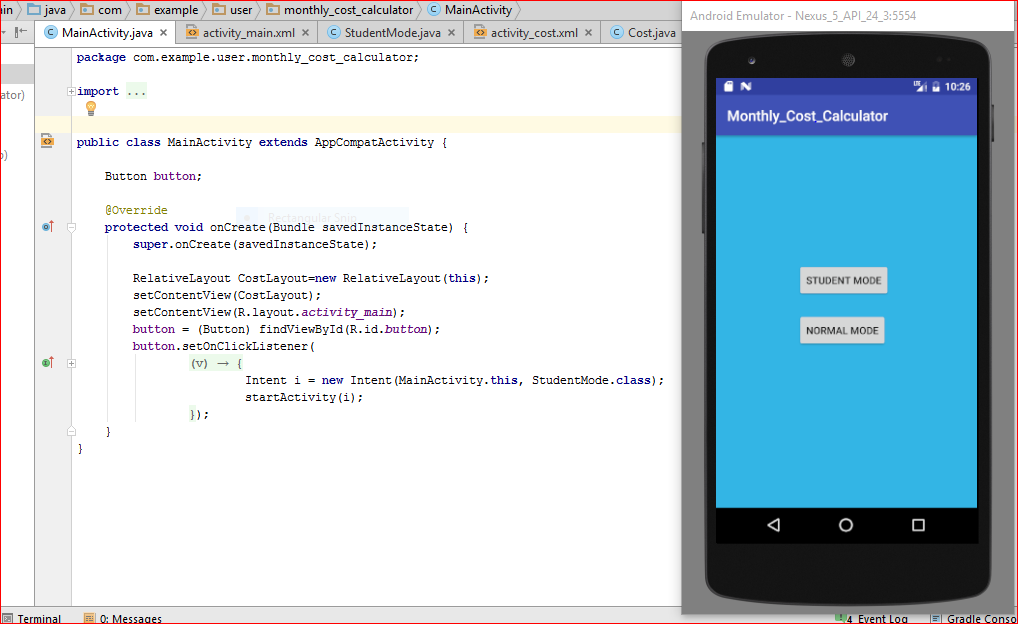 in java com example user monthly_cost_calculator MainActivity
MainActivity.java activity_main.xml StudentMode.java activity_cost.xml Cost.java
package com.example.user.monthly_cost_calculator;
import ...
public class MainActivity extends AppCompatActivity {
Button button;
@Override
Rectangular Snip
protected void onCreate(Bundle savedInstanceState) {
super.onCreate(savedInstanceState);
RelativeLayout CostLayout=new RelativeLayout(this);
setContentView(CostLayout);
setContentView(R.layout.activity_main);
button = (Button) findViewById(R.id.button);
button.setOnClickListener(
(v) → {
Intent i = new Intent(MainActivity.this, StudentMode.class);
startActivity(i);
});
}
}
ator)
)
Android Emulator - Nexus_5_API_24_3:5554
LTE 10:26
Monthly_Cost_Calculator
STUDENT MODE
NORMAL MODE
Terminal 0: Messages 4 Event Log Gradle Conso